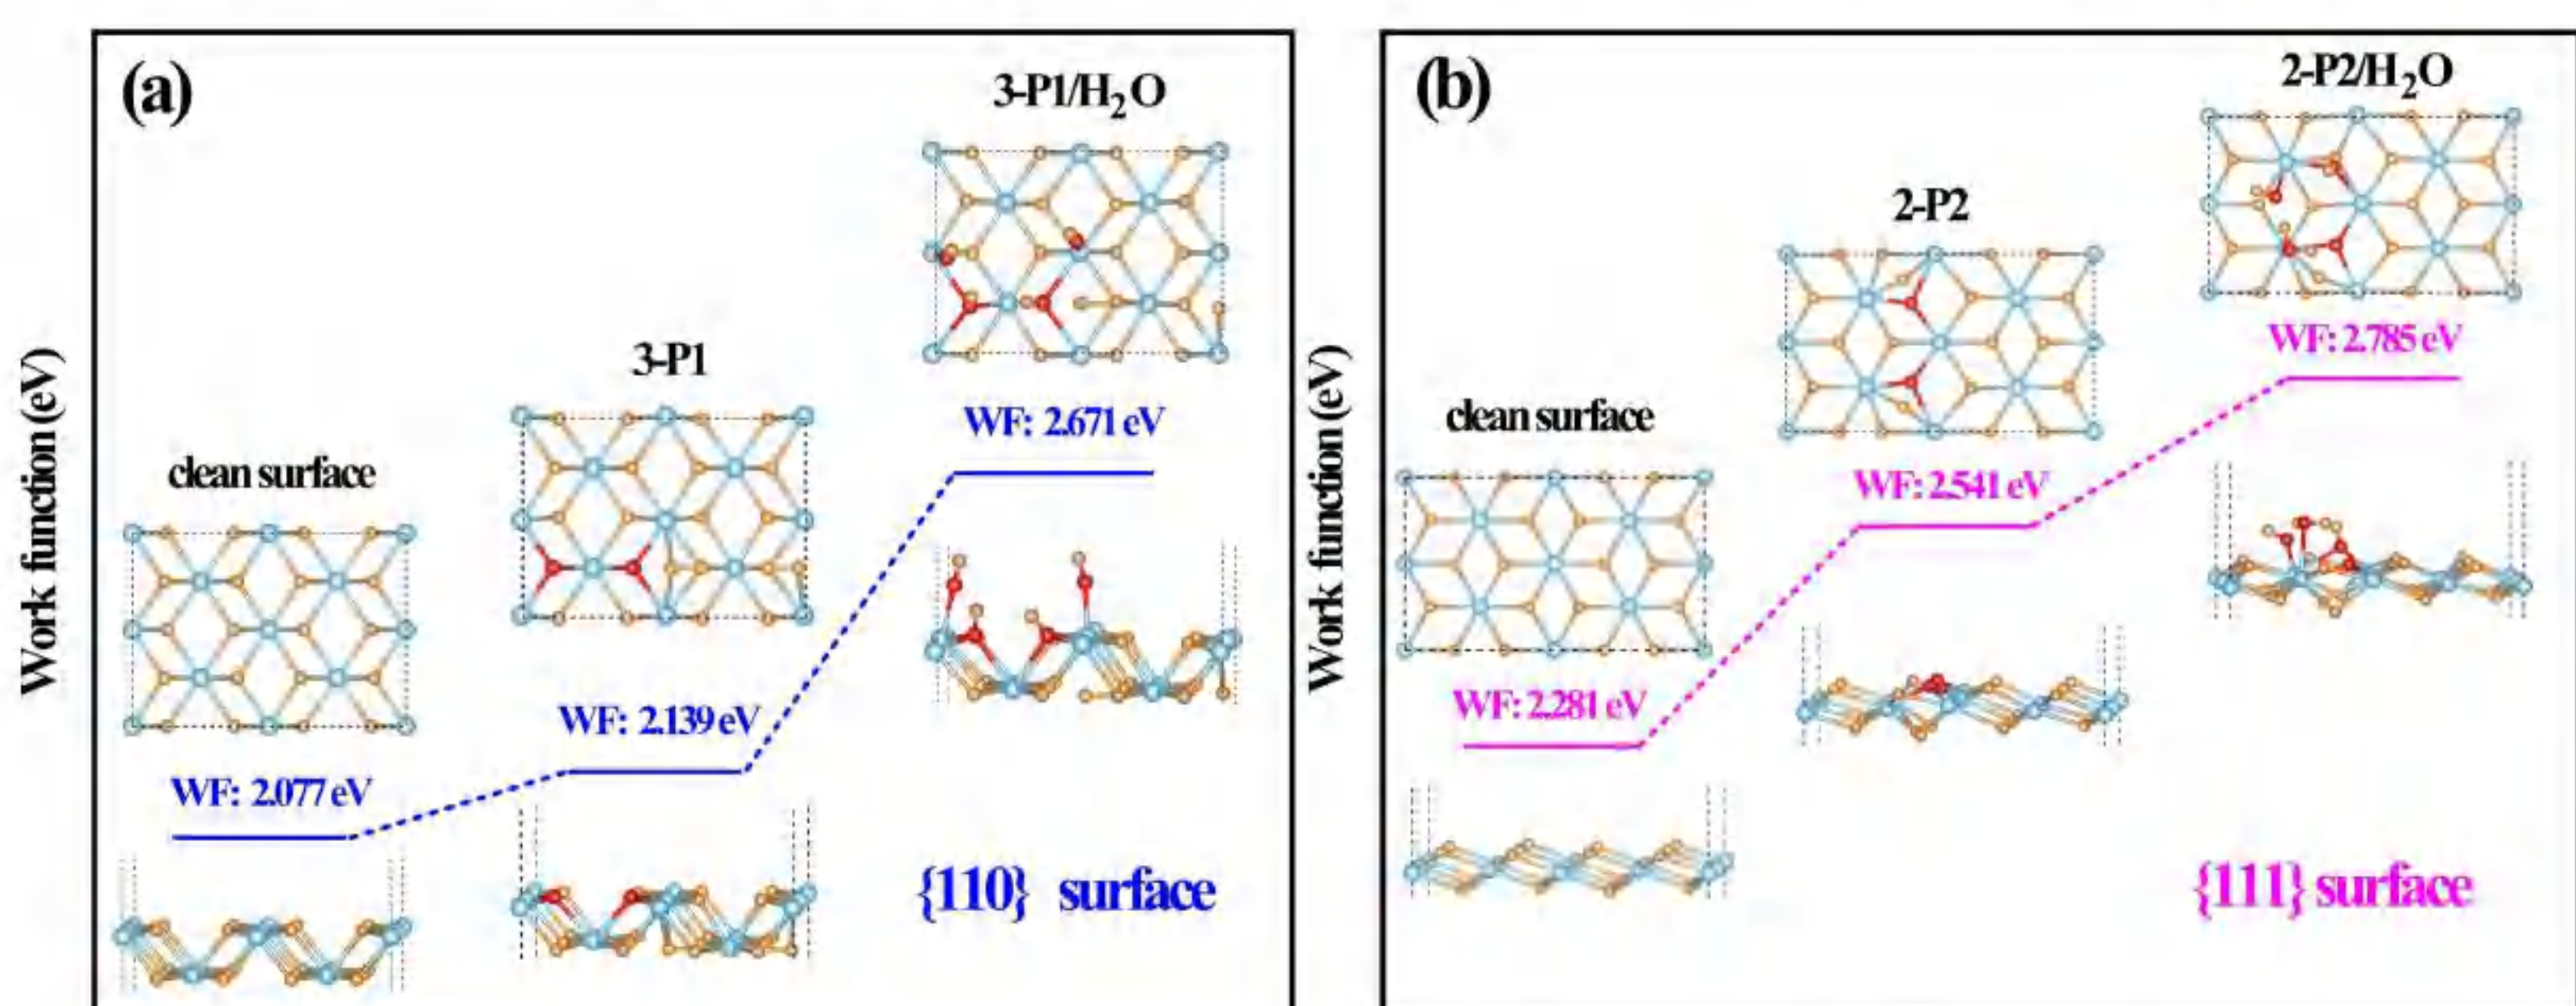 (a)
Work function (eV)
clean surface
WF: 2.077 eV
3-P1
WF: 2.139 eV
3-P1/H₂O
WF: 2.671 eV
{110} surface
(b)
Work function (eV)
clean surface
WF: 2.281 eV
2-P2
WF: 2.541 eV
2-P2/H₂O
WF: 2.785 eV
{111} surface